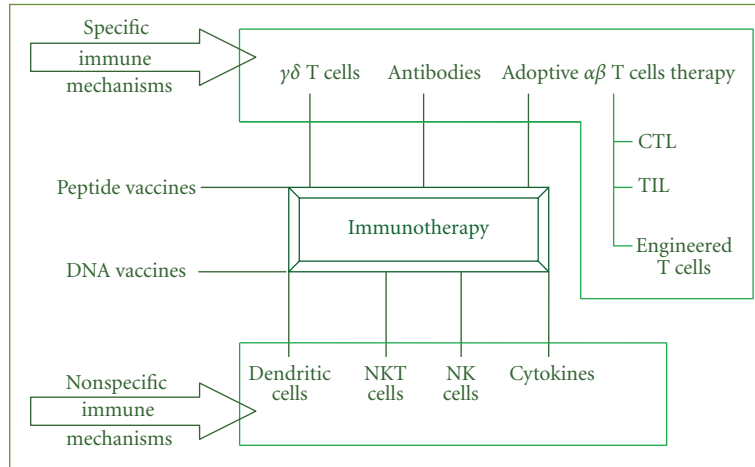 Specific
immune
mechanisms
γδ T cells
Antibodies
Adoptive αβ T cells therapy
CTL
TIL
Engineered
T cells
Peptide vaccines
Immunotherapy
DNA vaccines
Dendritic
cells
NKT
cells
NK
cells
Cytokines
Nonspecific
immune
mechanisms